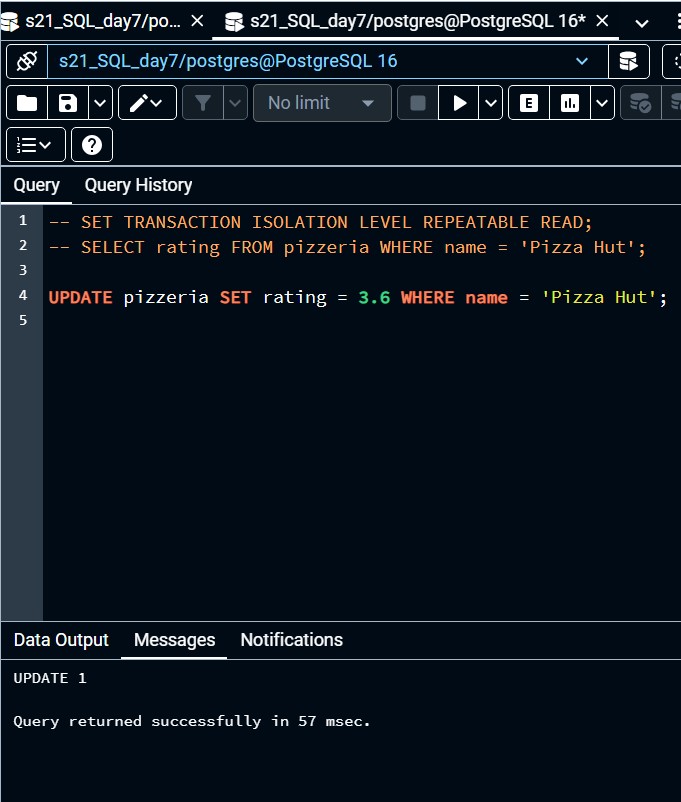 s21_SQL_day7/po... s21_SQL_day7/postgres@PostgreSQL 16*
s21_SQL_day7/postgres@PostgreSQL 16
No limit E
?
Query Query History
1 -- SET TRANSACTION ISOLATION LEVEL REPEATABLE READ;
2 -- SELECT rating FROM pizzeria WHERE name = 'Pizza Hut';
3
4 UPDATE pizzeria SET rating = 3.6 WHERE name = 'Pizza Hut';
5
Data Output Messages Notifications
UPDATE 1
Query returned successfully in 57 msec.